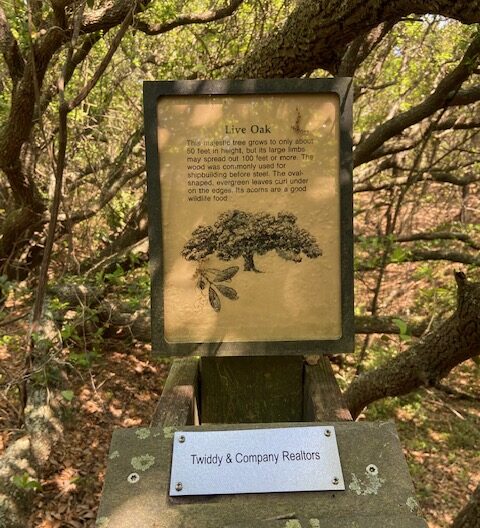 Live Oak
This majestic tree grows to only about
50 feet in height, but its large limbs
may spread out 100 feet or more. The
wood was commonly used for
shipbuilding before steel. The oval-
shaped, evergreen leaves curl under
on the edges. Its acorns are a good
wildlife food
Twiddy & Company Realtors